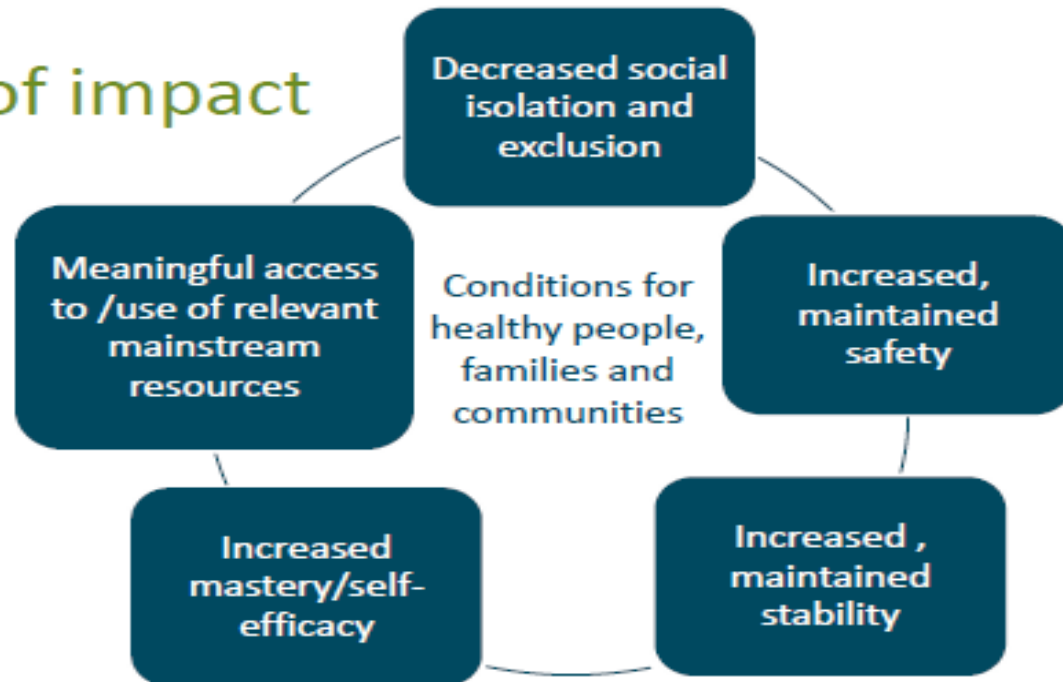 of impact
Decreased social
isolation and
exclusion
Meaningful access
to /use of relevant
mainstream
resources
Conditions for
healthy people,
families and
communities
Increased,
maintained
safety
Increased
mastery/self-
efficacy
Increased ,
maintained
stability